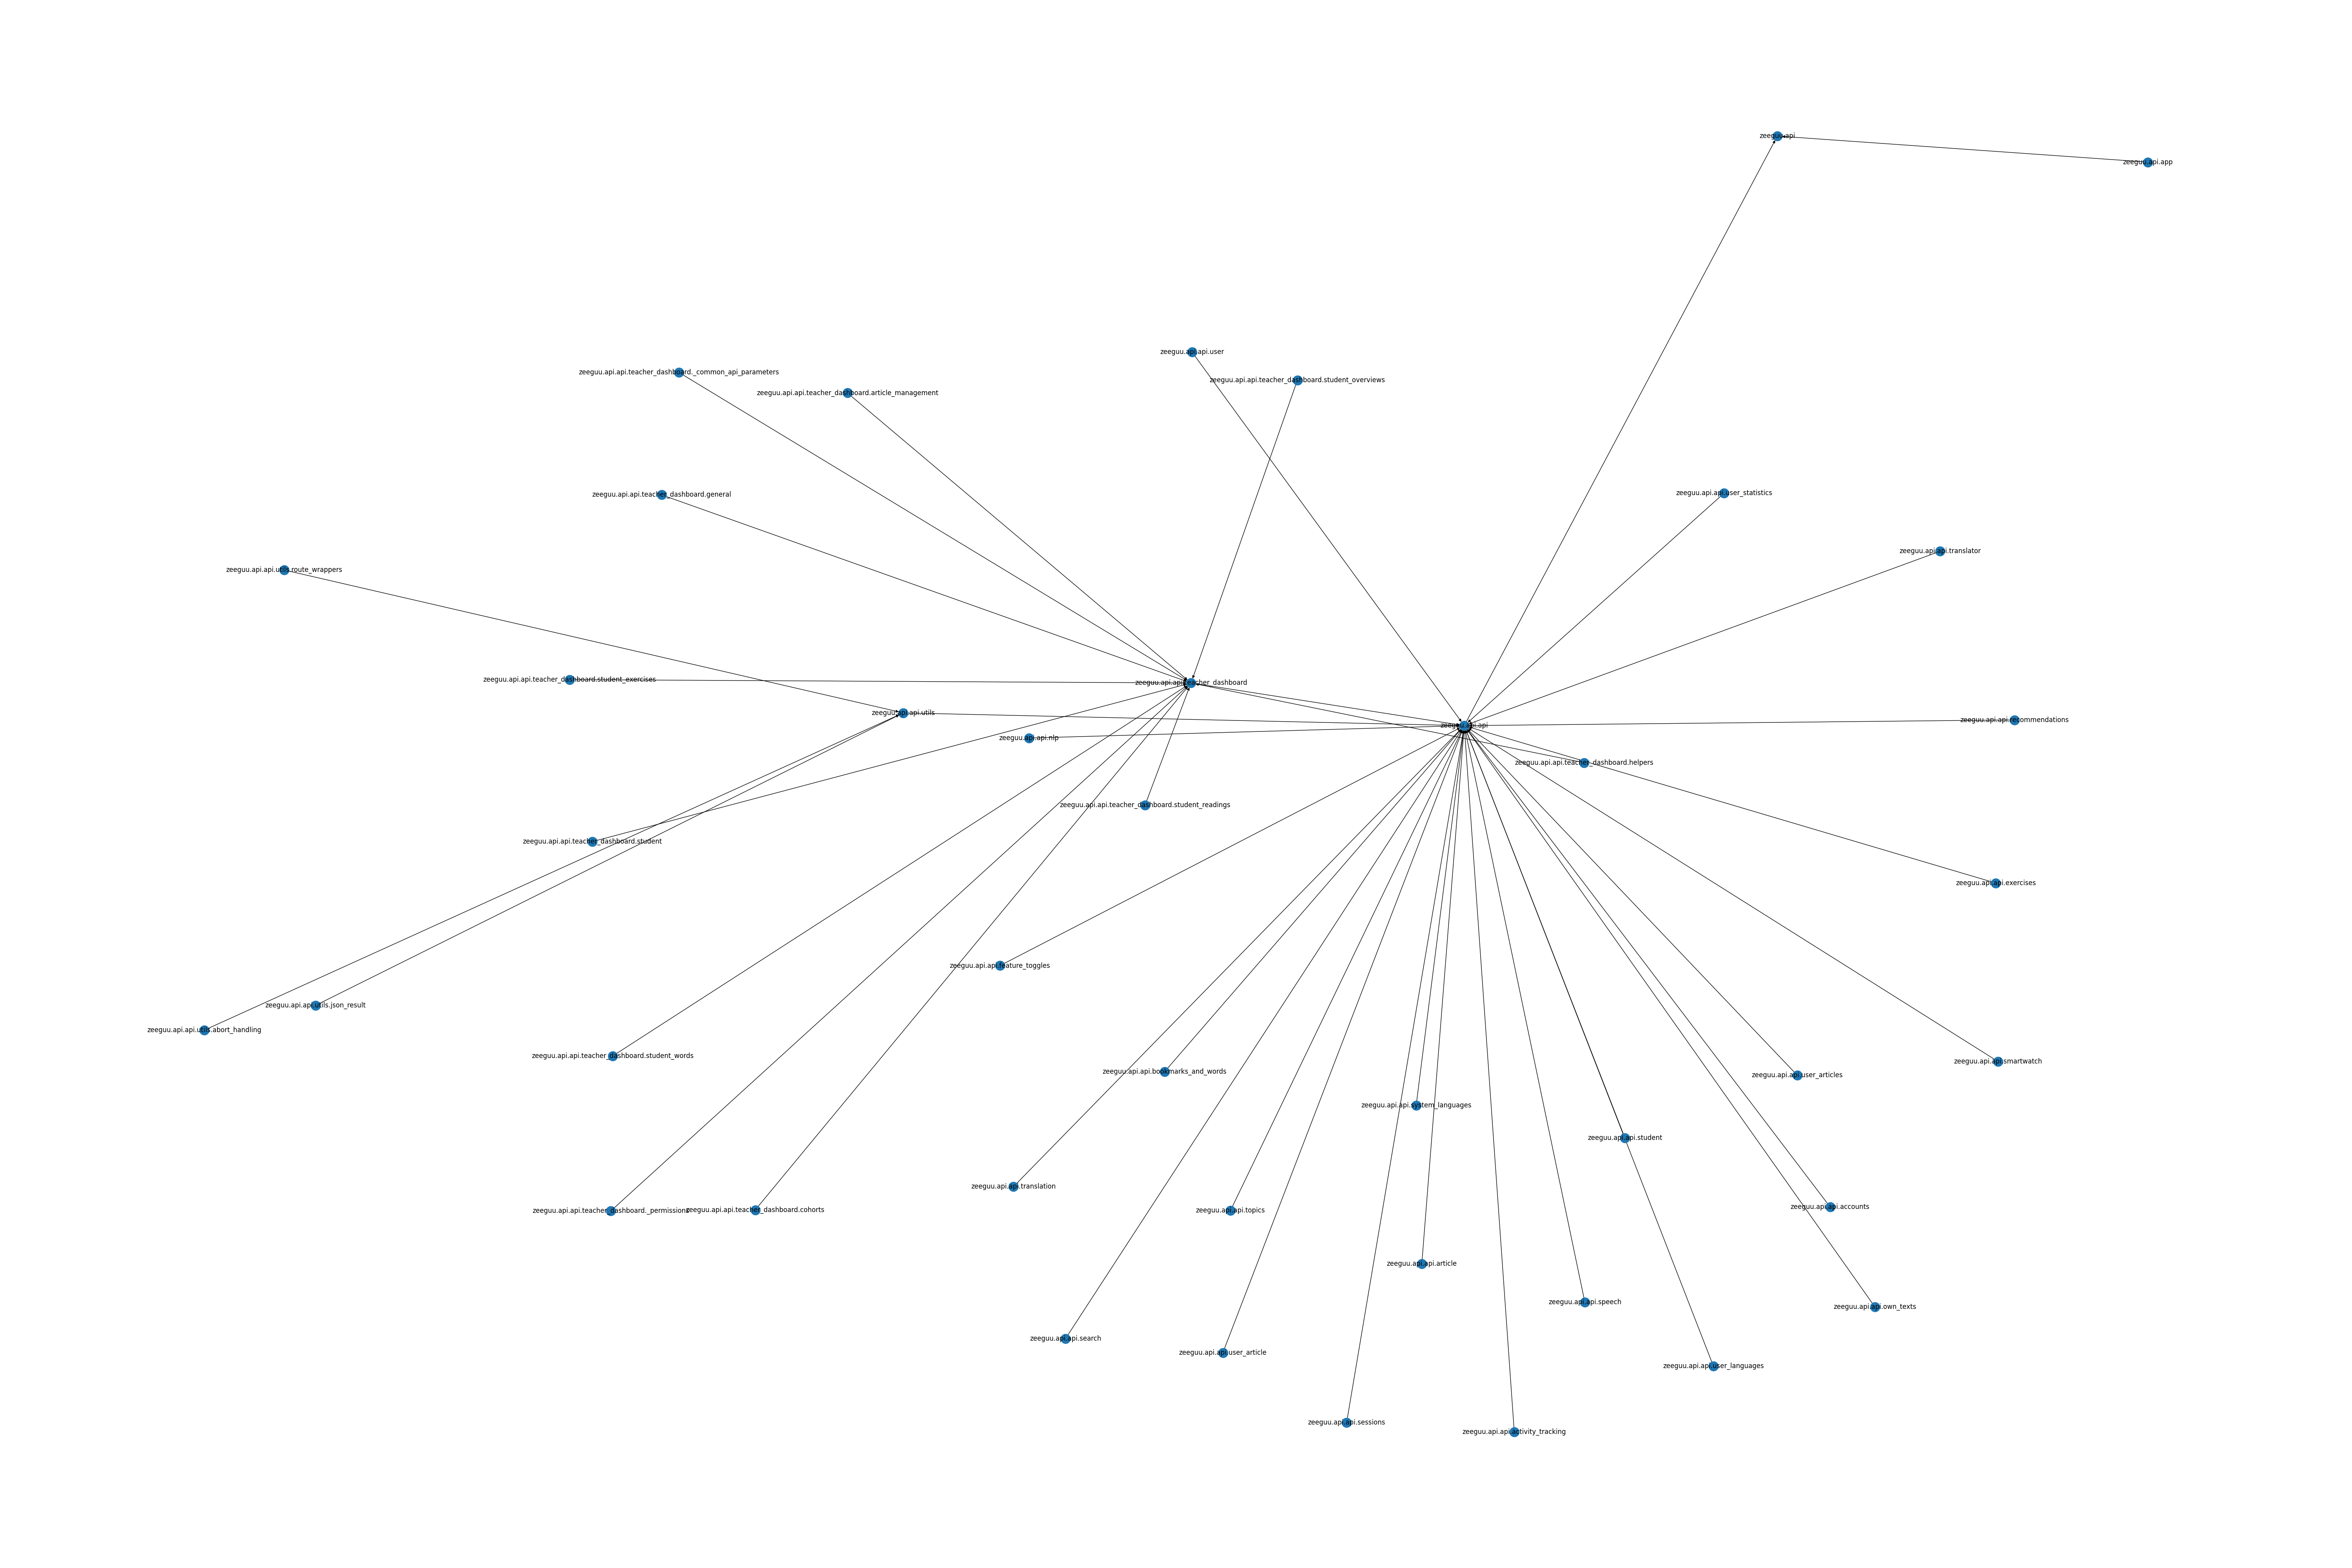 zeeguu.api
zeeguu.api.app
zeeguu.api.api.user
zeeguu.api.api.teacher_dashboard._common_api_parameters
zeeguu.api.api.teacher_dashboard.student_overviews
zeeguu.api.api.teacher_dashboard.article_management
zeeguu.api.api.teacher_dashboard.general
zeeguu.api.api.user_statistics
zeeguu.api.api.translator
zeeguu.api.api.utils.route_wrappers
zeeguu.api.api.teacher_dashboard.student_exercises
zeeguu.api.api.teacher_dashboard
zeeguu.api.api.utils
zeeguu.api.api.recommendations
zeeguu.api.api
zeeguu.api.api.nlp
zeeguu.api.api.teacher_dashboard.helpers
zeeguu.api.api.teacher_dashboard.student_readings
zeeguu.api.api.teacher_dashboard.student
zeeguu.api.api.exercises
zeeguu.api.api.feature_toggles
zeeguu.api.api.utils.json_result
zeeguu.api.api.utils.abort_handling
zeeguu.api.api.teacher_dashboard.student_words
zeeguu.api.api.smartwatch
zeeguu.api.api.bookmarks_and_words
zeeguu.api.api.user_articles
zeeguu.api.api.system_languages
zeeguu.api.api.student
zeeguu.api.api.translation
zeeguu.api.api.teacher_dashboard._permissions
zeeguu.api.api.teacher_dashboard.cohorts
zeeguu.api.api.topics
zeeguu.api.api.accounts
zeeguu.api.api.article
zeeguu.api.api.speech
zeeguu.api.api.own_texts
zeeguu.api.api.search
zeeguu.api.api.user_article
zeeguu.api.api.user_languages
zeeguu.api.api.sessions
zeeguu.api.api.activity_tracking